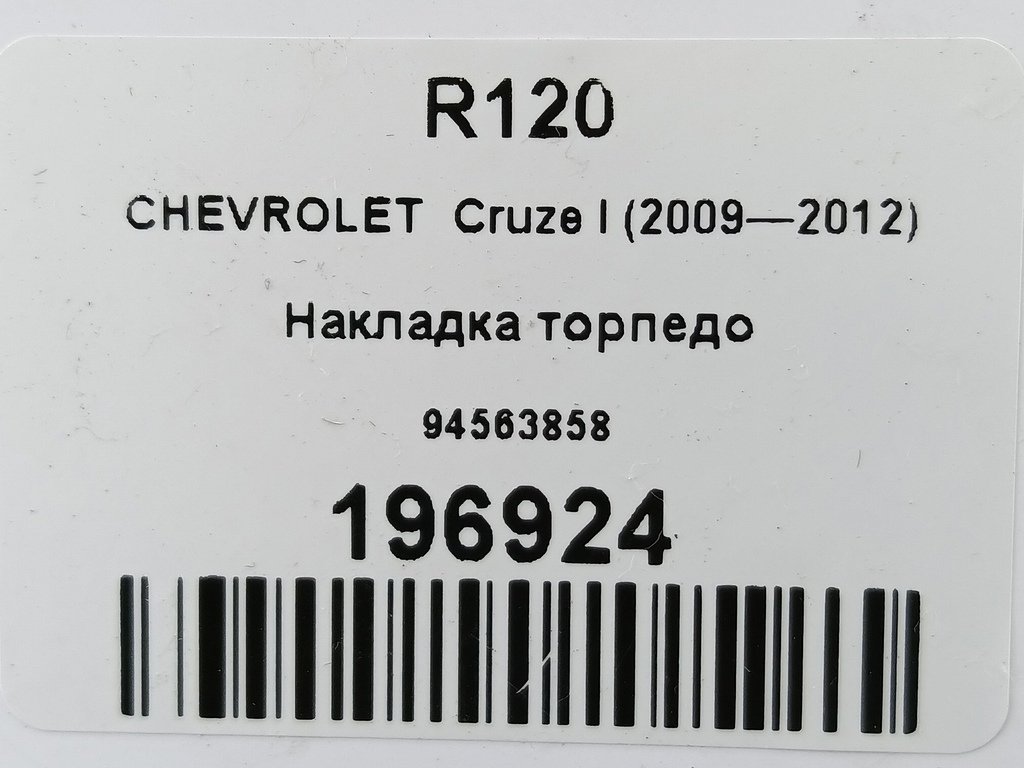 R120
CHEVROLET Cruze I (2009—2012)
Накладка торпедо
94563858
196924